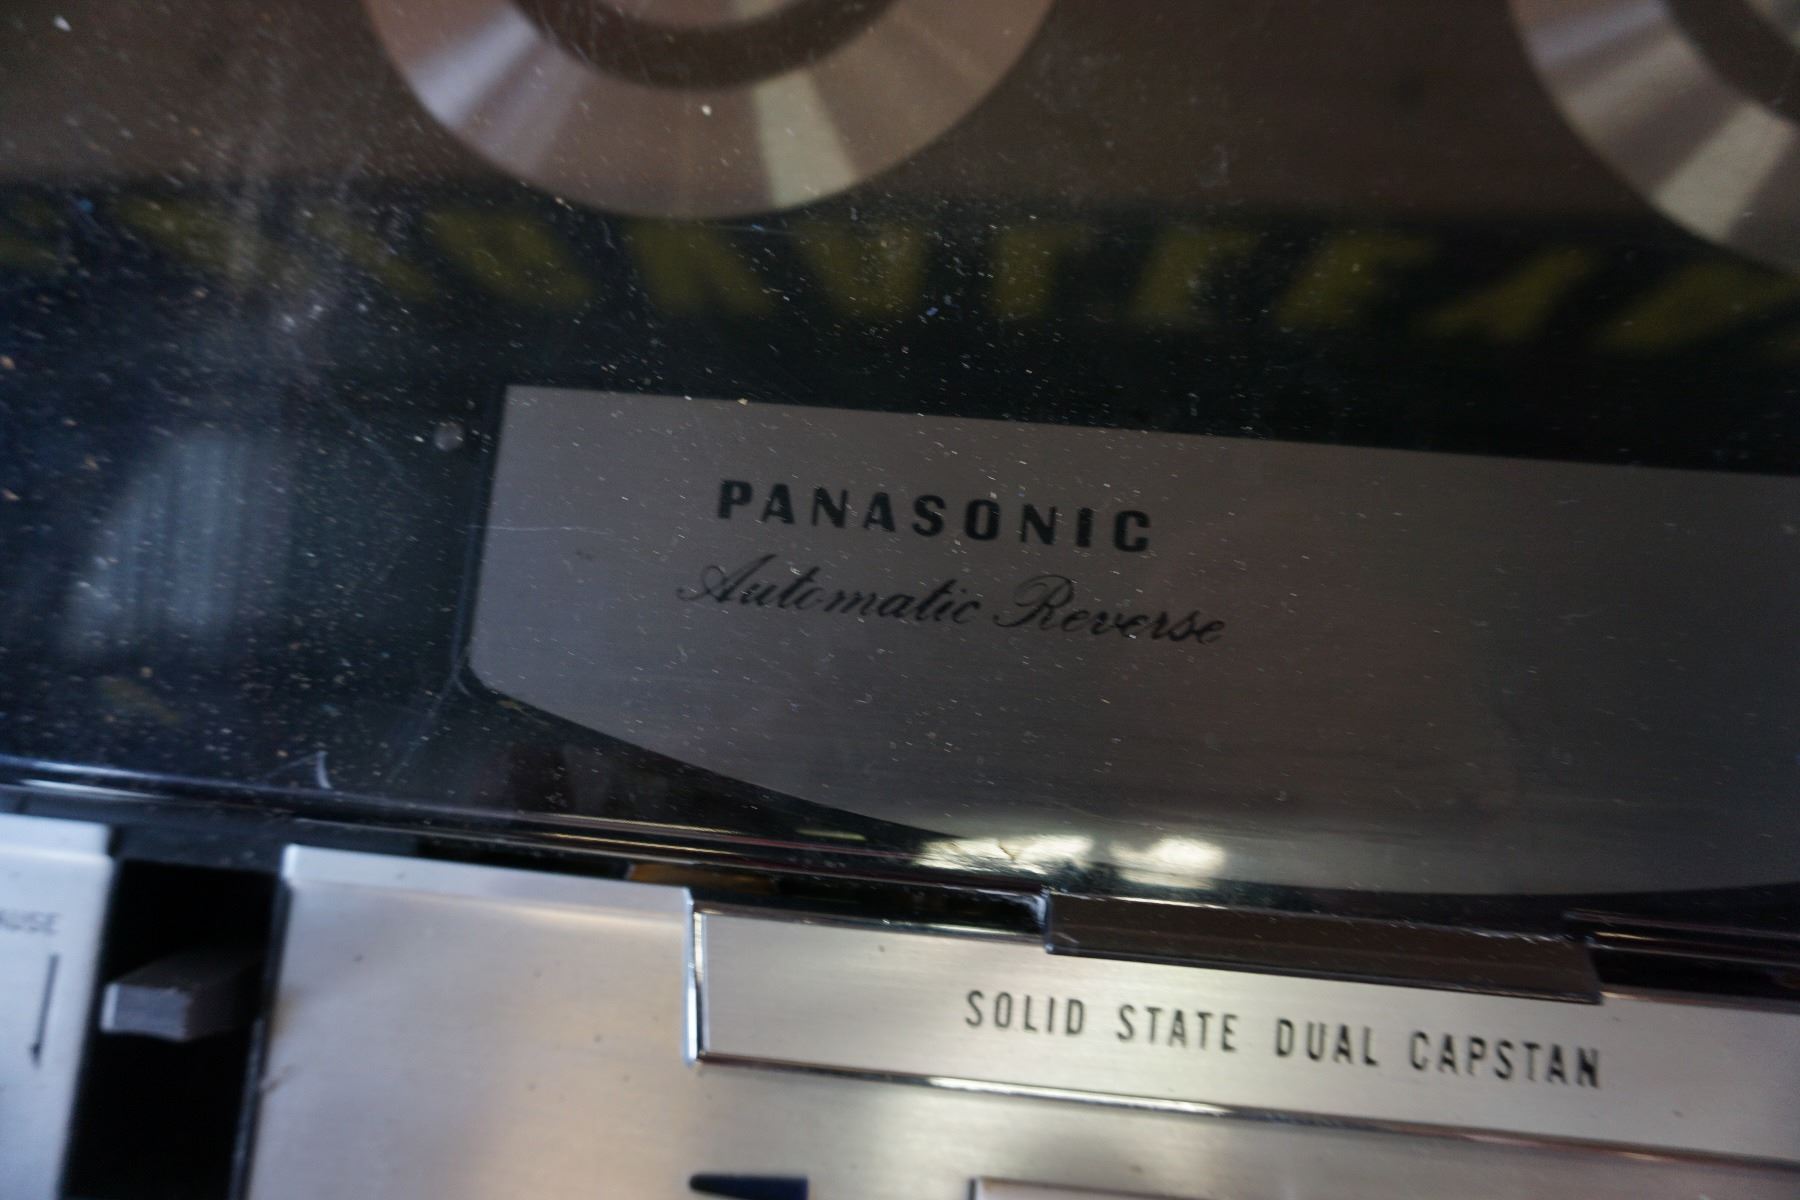 PANASONIC
Automatic Reverse
SOLID STATE DUAL CAPSTAN